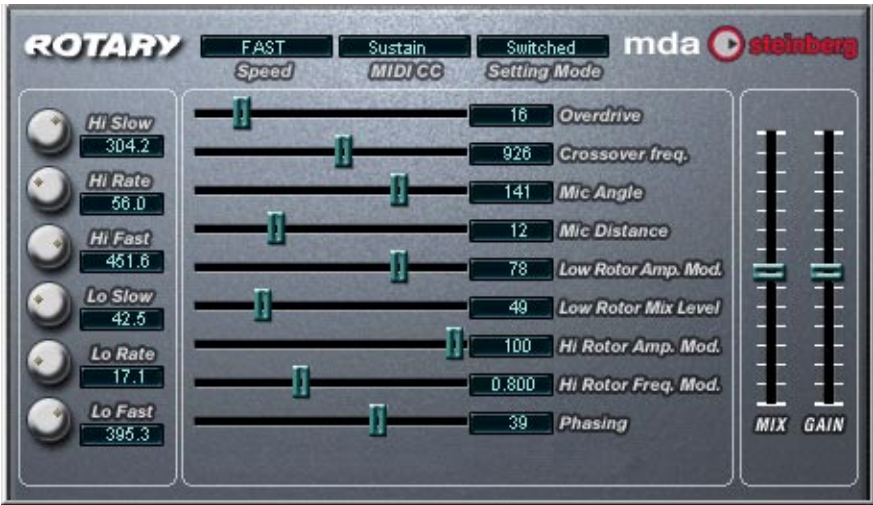 ROTARY
FAST Sustain Switched
mda steinberg
Speed MIDI CC Setting Mode
Hi Slow
304.2
Hi Rate
56.0
Hi Fast
451.6
Lo Slow
42.5
Lo Rate
17.1
Lo Fast
395.3
16 Overdrive
926 Crossover freq.
141 Mic Angle
12 Mic Distance
78 Low Rotor Amp. Mod.
49 Low Rotor Mix Level
100 Hi Rotor Amp. Mod.
0.800 Hi Rotor Freq. Mod.
39 Phasing
MIX GAIN